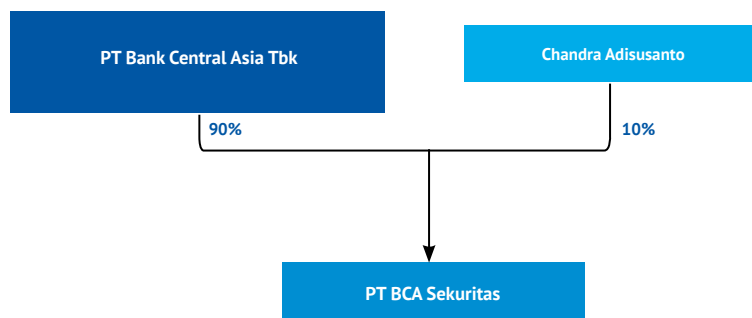 PT Bank Central Asia Tbk
Chandra Adisusanto
90%
10%
PT BCA Sekuritas